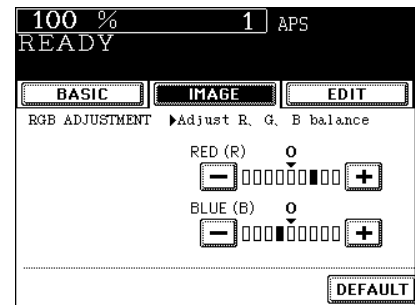 100 % 1 APS
READY
BASIC IMAGE EDIT
RGB ADJUSTMENT ▶Adjust R、G、B balance
RED (R) 0
− +
BLUE (B) 0
− +
DEFAULT